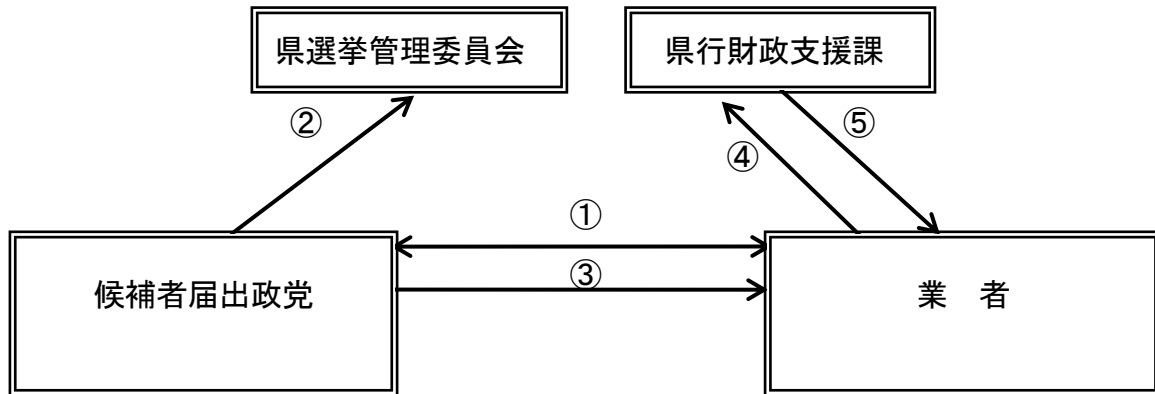 県選挙管理委員会
県行財政支援課
②
⑤
④
①
③
候補者届出政党
業　者